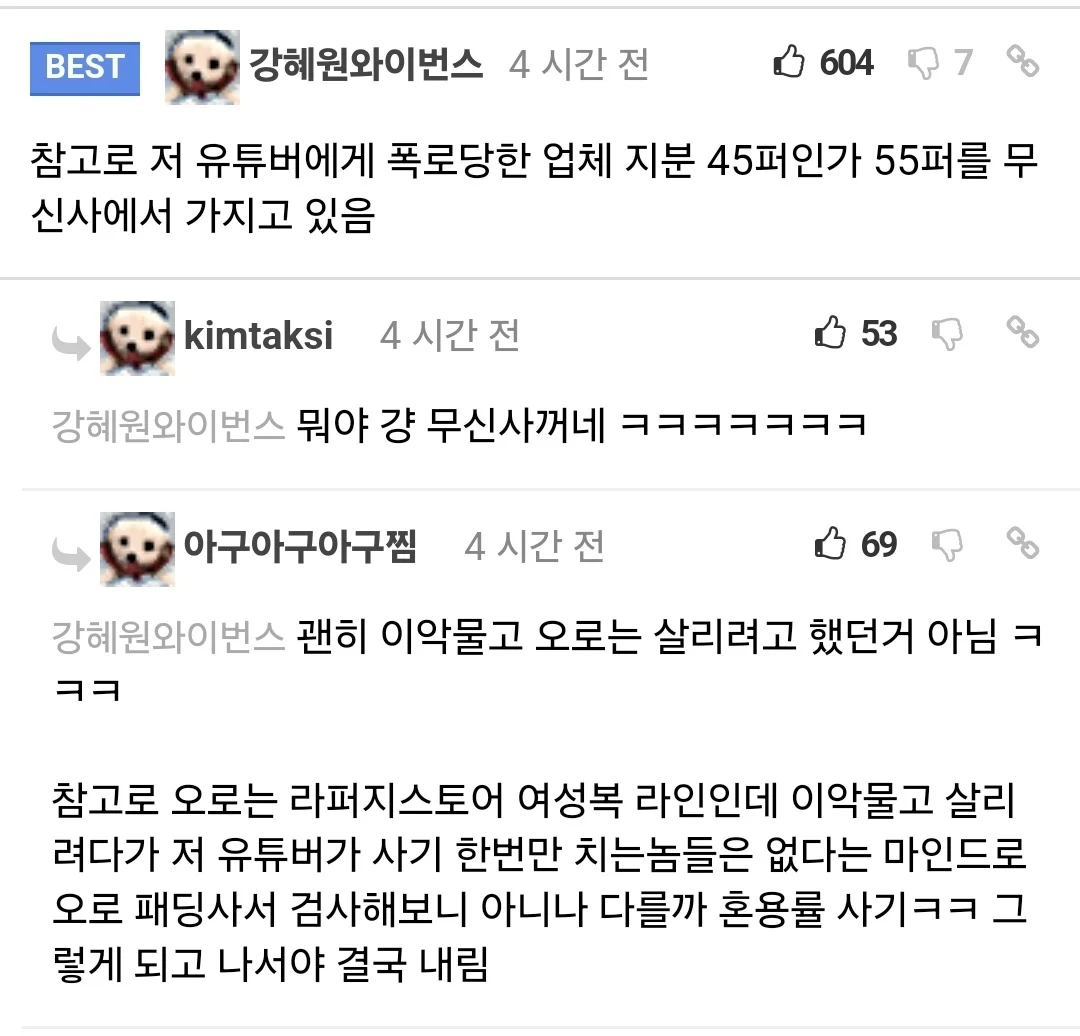 BEST 강혜원와이번스 4 시간 전 604 7
참고로 저 유튜버에게 폭로당한 업체 지분 45퍼인가 55퍼를 무
신사에서 가지고 있음
kimtaksi 4 시간 전 53
강혜원와이번스 뭐야 걍 무신사꺼네 ㅋㅋㅋㅋㅋㅋㅋ
아구아구아구찜 4 시간 전 69
강혜원와이번스 괜히 이악물고 오로는 살리려고 했던거 아님 ㅋ
ㅋㅋ
참고로 오로는 라퍼지스토어 여성복 라인인데 이악물고 살리
려다가 저 유튜버가 사기 한번만 치는놈들은 없다는 마인드로
오로 패딩사서 검사해보니 아니나 다를까 혼용률 사기ㅋㅋ 그
렇게 되고 나서야 결국 내림